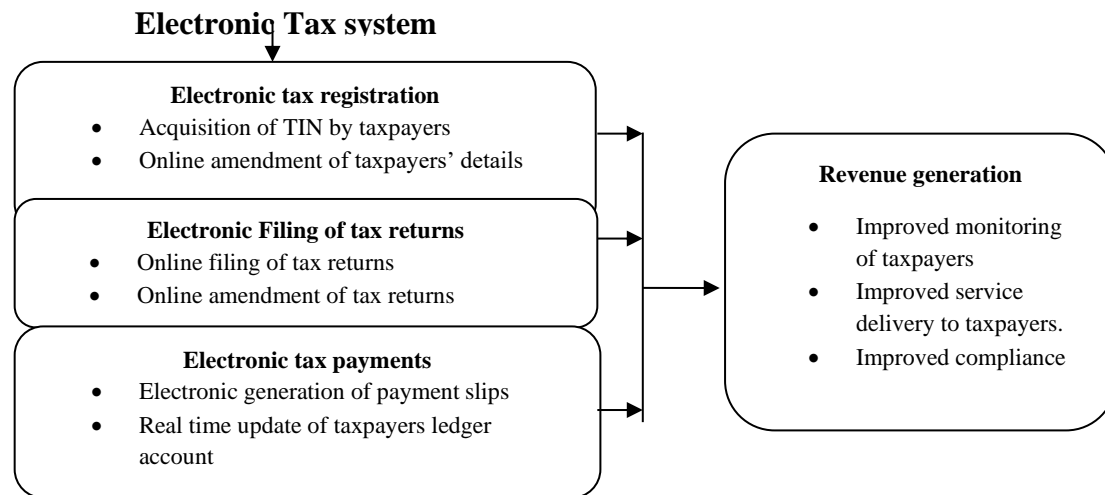 Electronic Tax system
Electronic tax registration
• Acquisition of TIN by taxpayers
• Online amendment of taxpayers’ details
Electronic Filing of tax returns
• Online filing of tax returns
• Online amendment of tax returns
Electronic tax payments
• Electronic generation of payment slips
• Real time update of taxpayers ledger
account
Revenue generation
• Improved monitoring
of taxpayers
• Improved service
delivery to taxpayers.
• Improved compliance